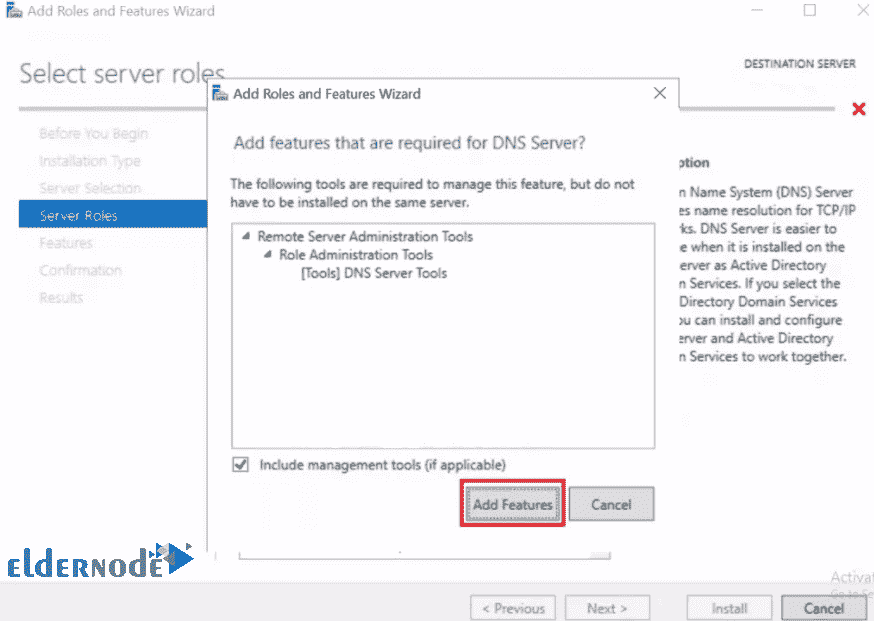 Add Roles and Features Wizard
Select server roles
DESTINATION SERVER
Before You Begin
Installation Type
Server Selection
Server Roles
Features
Confirmation
Results
Add Roles and Features Wizard
Add features that are required for DNS Server?
The following tools are required to manage this feature, but do not
have to be installed on the same server.
Remote Server Administration Tools
Role Administration Tools
[Tools] DNS Server Tools
Include management tools (if applicable)
Add Features
Cancel
ption
n Name System (DNS) Server
es name resolution for TCP/IP
ks. DNS Server is easier to
e when it is installed on the
erver as Active Directory
n Services. If you select the
Directory Domain Services
ou can install and configure
erver and Active Directory
n Services to work together.
eldernode
Activat
Go to Se
< Previous
Next >
Install
Cancel